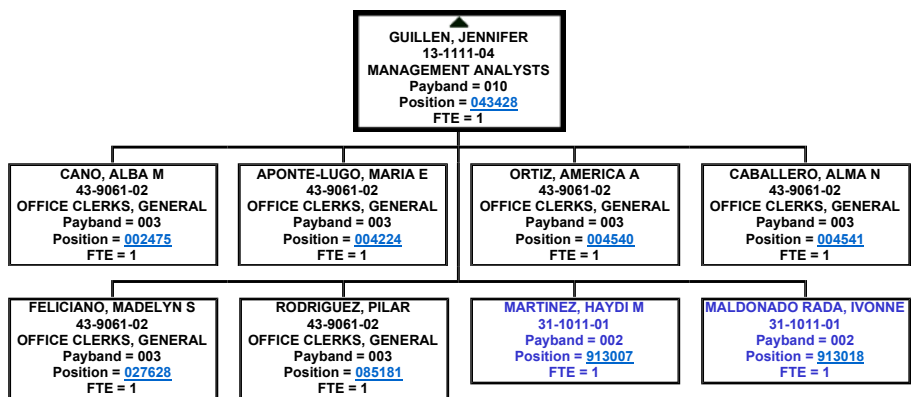 GUILLEN, JENNIFER
13-1111-04
MANAGEMENT ANALYSTS
Payband = 010
Position = 043428
FTE = 1
CANO, ALBA M
43-9061-02
OFFICE CLERKS, GENERAL
Payband = 003
Position = 002475
FTE = 1
APONTE-LUGO, MARIA E
43-9061-02
OFFICE CLERKS, GENERAL
Payband = 003
Position = 004224
FTE = 1
ORTIZ, AMERICA A
43-9061-02
OFFICE CLERKS, GENERAL
Payband = 003
Position = 004540
FTE = 1
CABALLERO, ALMA N
43-9061-02
OFFICE CLERKS, GENERAL
Payband = 003
Position = 004541
FTE = 1
FELICIANO, MADELYN S
43-9061-02
OFFICE CLERKS, GENERAL
Payband = 003
Position = 027628
FTE = 1
RODRIGUEZ, PILAR
43-9061-02
OFFICE CLERKS, GENERAL
Payband = 003
Position = 085181
FTE = 1
MARTINEZ, HAYDI M
31-1011-01
Payband = 002
Position = 913007
FTE = 1
MALDONADO RADA, IVONNE
31-1011-01
Payband = 002
Position = 913018
FTE = 1